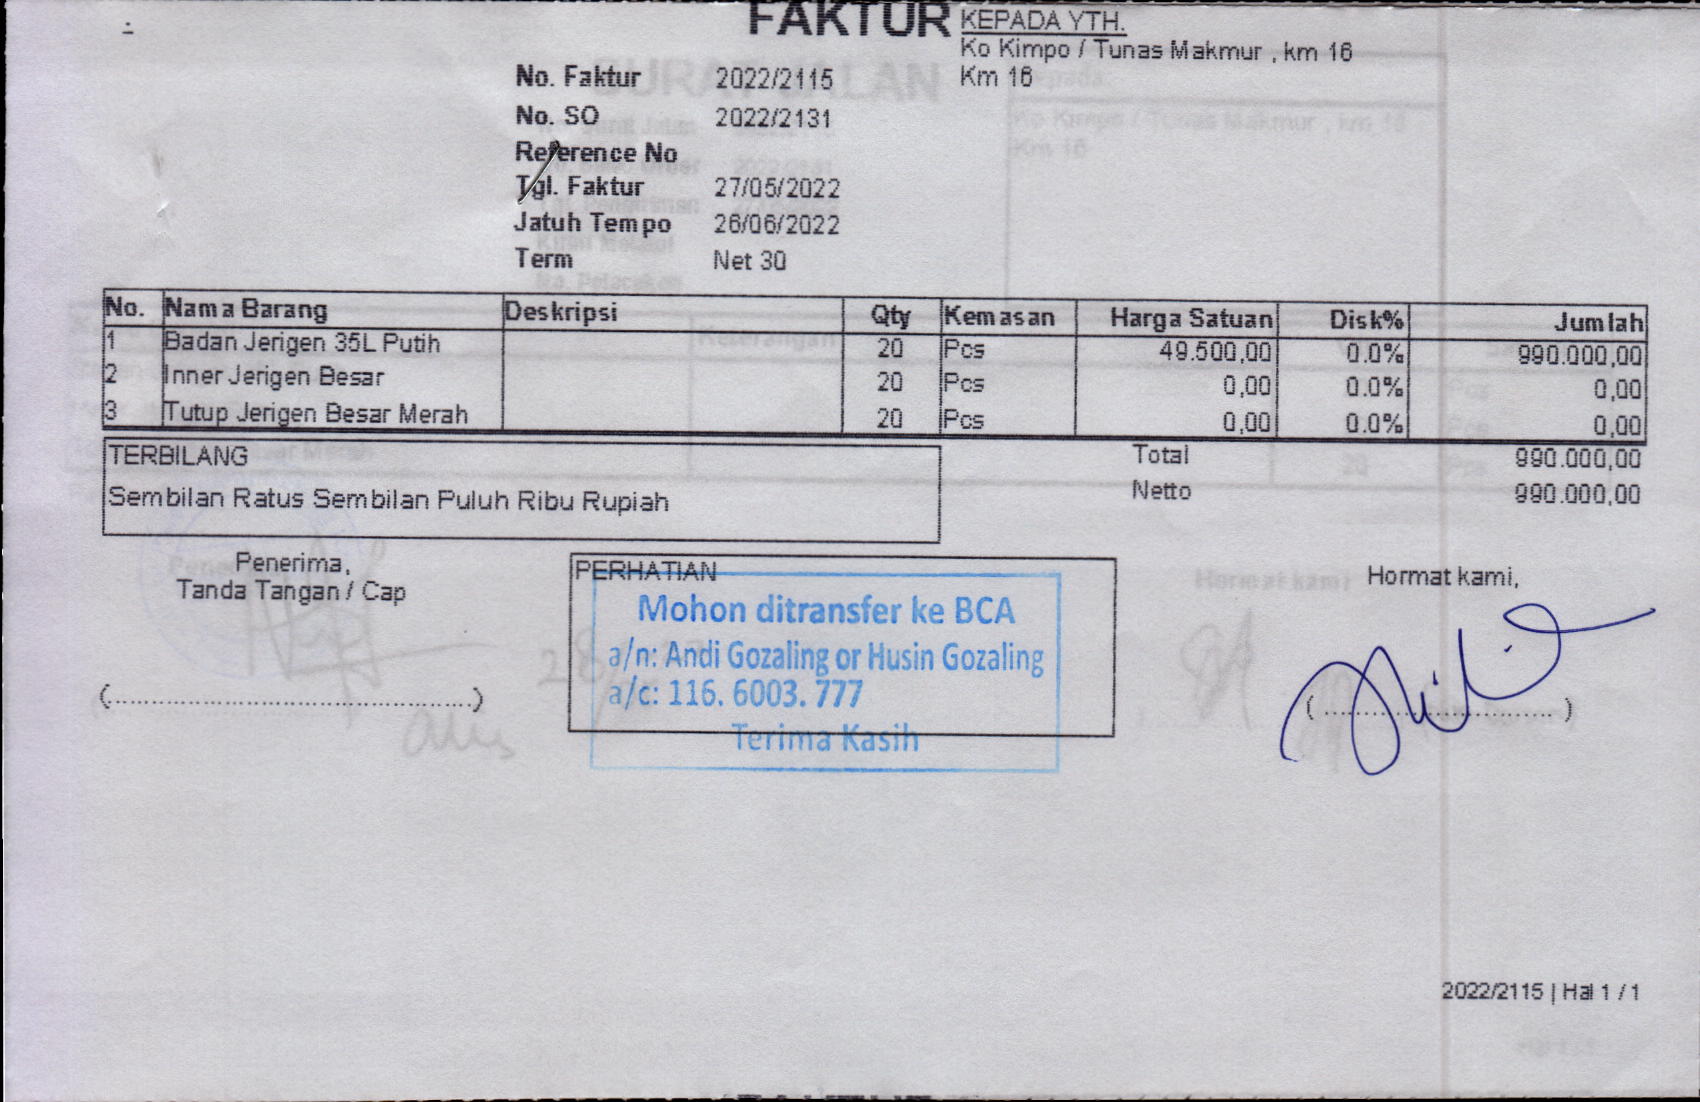 FAKTUR
KEPADA YTH.
Ko Kimpo / Tunas Makmur , km 16
Km 16
No. Faktur 2022/2115
No. SO 2022/2131
Reference No
Tgl. Faktur 27/05/2022
Jatuh Tempo 26/06/2022
Term Net 30
No. Nama Barang Deskripsi Qty Kemasan Harga Satuan Disk% Jumlah
1 Badan Jerigen 35L Putih 20 Pcs 49.500,00 0.0% 990.000,00
2 Inner Jerigen Besar 20 Pcs 0,00 0.0% 0,00
3 Tutup Jerigen Besar Merah 20 Pcs 0,00 0.0% 0,00
TERBILANG
Sembilan Ratus Sembilan Puluh Ribu Rupiah
Total 990.000,00
Netto 990.000,00
Penerima,
Tanda Tangan / Cap
(................................................)
PERHATIAN
Mohon ditransfer ke BCA
a/n: Andi Gozaling or Husin Gozaling
a/c: 116. 6003. 777
Terima Kasih
Hormat kami,
(................................)
2022/2115 | Hal 1 / 1